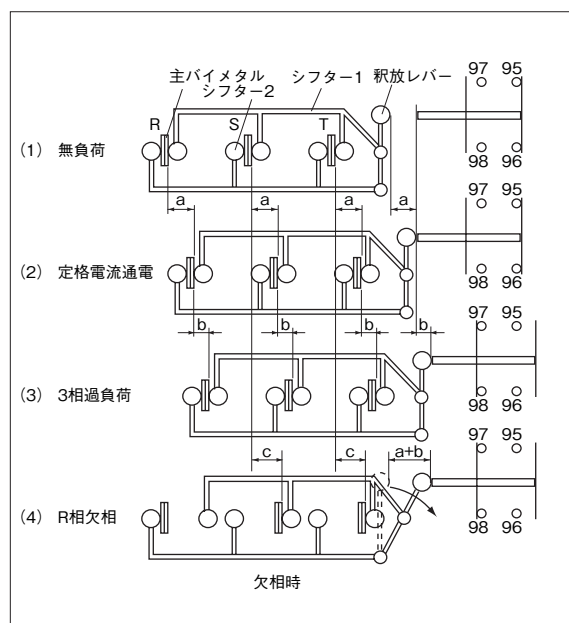 主バイメタル
シフター2
シフター1
釈放レバー
97 95
R S T
(1) 無負荷
98 96
a a a a
97 95
(2) 定格電流通電
98 96
b b b b
97 95
(3) 3相過負荷
98 96
c c a+b
97 95
(4) R相欠相
98 96
欠相時